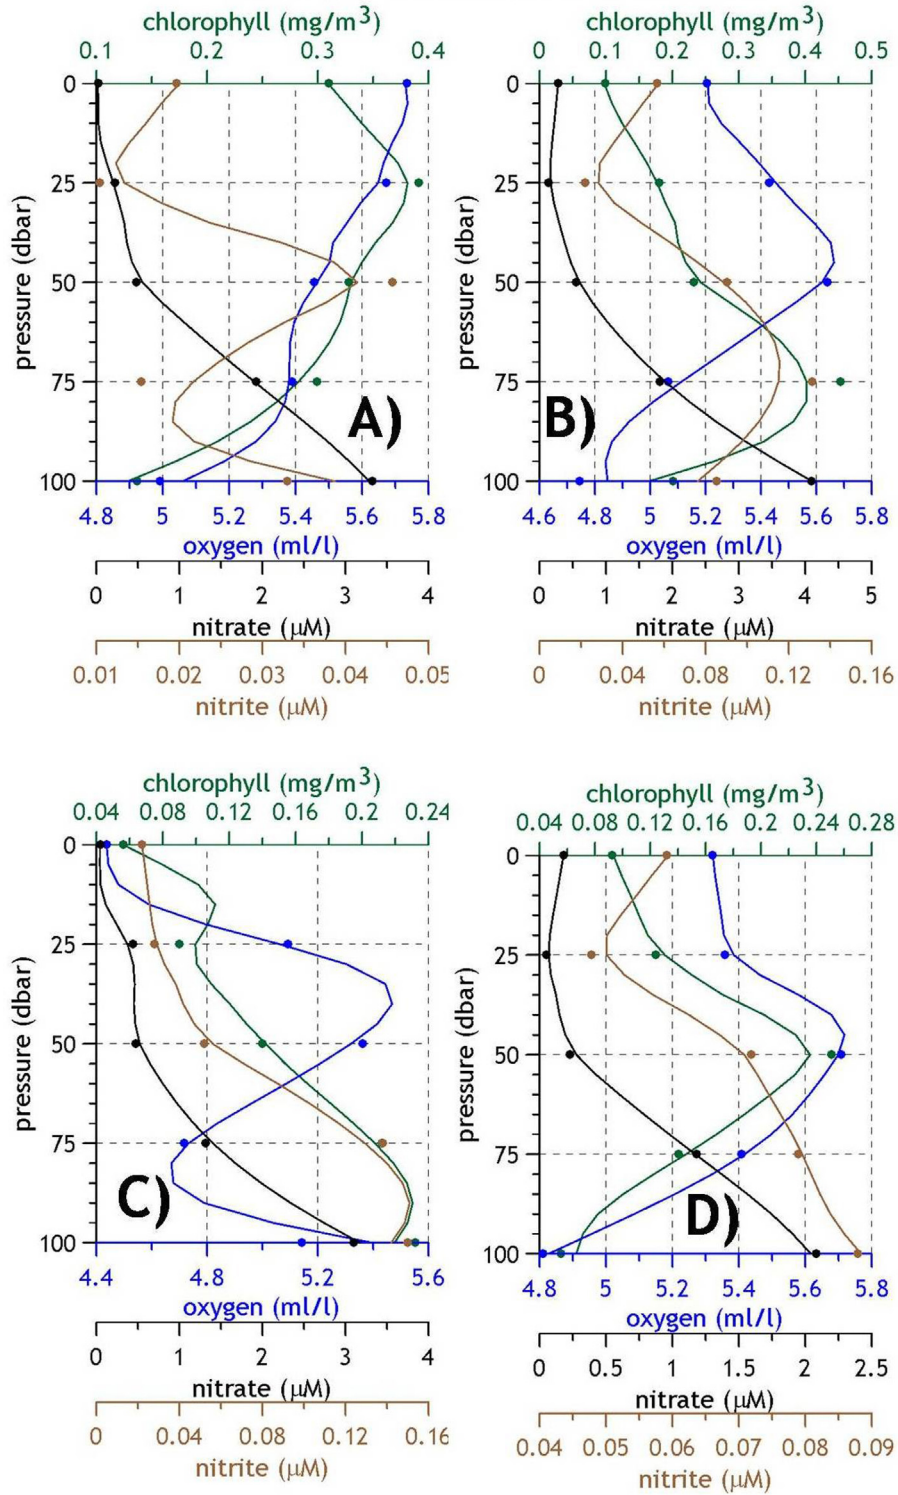 chlorophyll (mg/m3) chlorophyll (mg/m3)
0.1 0.2 0.3 0.4 0 0.1 0.2 0.3 0.4 0.5
0 0
25 25
pressure (dbar) pressure (dbar)
50 50
75 75
A) B)
100 100
4.8 5 5.2 5.4 5.6 5.8 4.6 4.8 5 5.2 5.4 5.6 5.8
oxygen (ml/l) oxygen (ml/l)
0 1 2 3 4 0 1 2 3 4 5
nitrate (µM) nitrate (µM)
0.01 0.02 0.03 0.04 0.05 0 0.04 0.08 0.12 0.16
nitrite (µM) nitrite (µM)
chlorophyll (mg/m3) chlorophyll (mg/m3)
0.04 0.08 0.12 0.16 0.2 0.24 0.04 0.08 0.12 0.16 0.2 0.24 0.28
0 0
25 25
pressure (dbar) pressure (dbar)
50 50
75 75
C) D)
100 100
4.4 4.8 5.2 5.6 4.8 5 5.2 5.4 5.6 5.8
oxygen (ml/l) oxygen (ml/l)
0 1 2 3 4 0 0.5 1 1.5 2 2.5
nitrate (µM) nitrate (µM)
0 0.04 0.08 0.12 0.16 0.04 0.05 0.06 0.07 0.08 0.09
nitrite (µM) nitrite (µM)